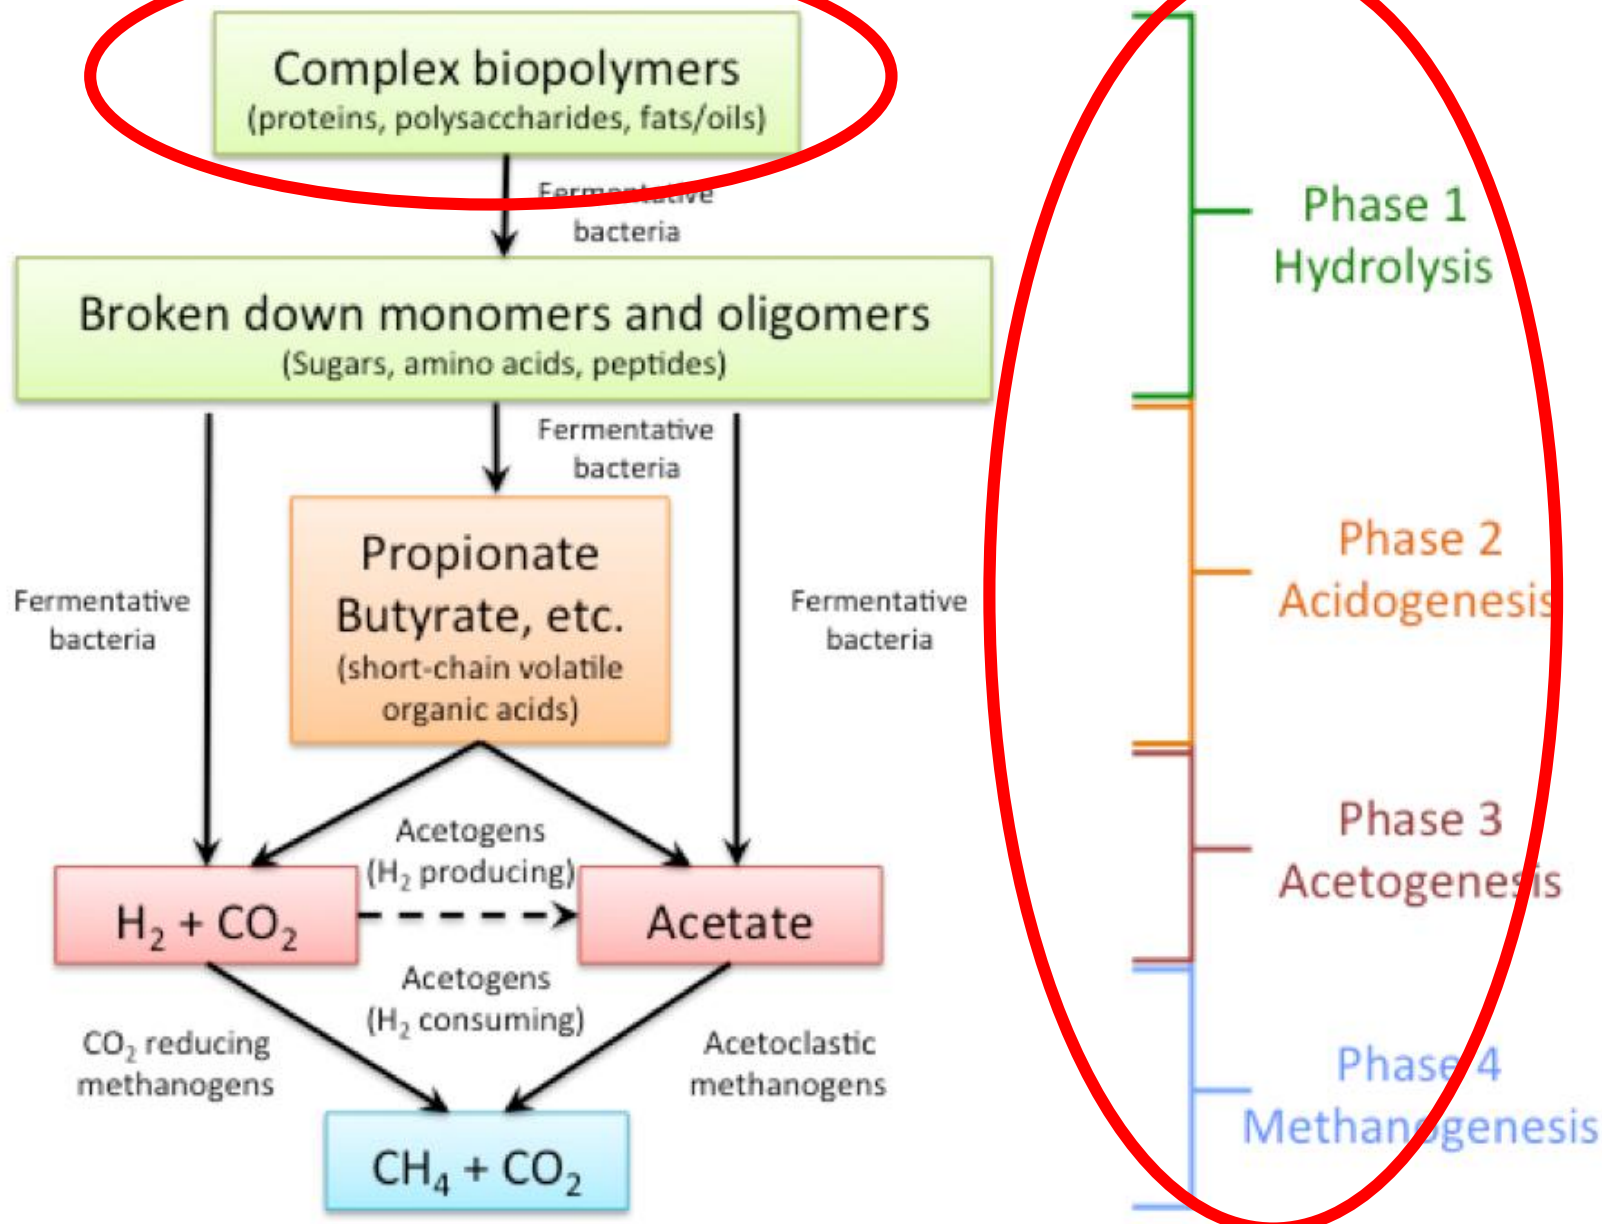 Complex biopolymers
(proteins, polysaccharides, fats/oils)
Fermentative
bacteria
Broken down monomers and oligomers
(Sugars, amino acids, peptides)
Fermentative
bacteria
Propionate
Butyrate, etc.
(short-chain volatile
organic acids)
Fermentative
bacteria
Fermentative
bacteria
Acetogens
(H₂ producing)
H₂ + CO₂
Acetate
Acetogens
(H₂ consuming)
CO₂ reducing
methanogens
Acetoclastic
methanogens
CH₄ + CO₂
Phase 1
Hydrolysis
Phase 2
Acidogenesis
Phase 3
Acetogenesis
Phase 4
Methanogenesis